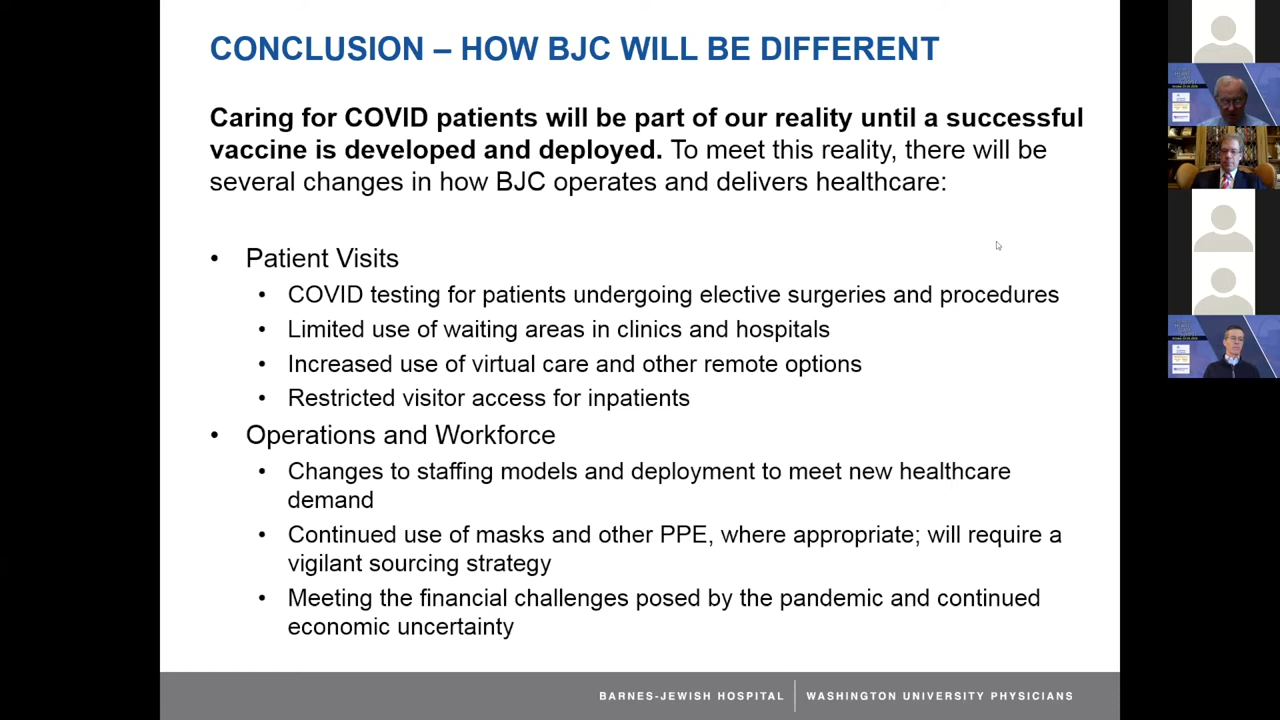 CONCLUSION – HOW BJC WILL BE DIFFERENT
Caring for COVID patients will be part of our reality until a successful
vaccine is developed and deployed. To meet this reality, there will be
several changes in how BJC operates and delivers healthcare:
• Patient Visits
• COVID testing for patients undergoing elective surgeries and procedures
• Limited use of waiting areas in clinics and hospitals
• Increased use of virtual care and other remote options
• Restricted visitor access for inpatients
• Operations and Workforce
• Changes to staffing models and deployment to meet new healthcare
demand
• Continued use of masks and other PPE, where appropriate; will require a
vigilant sourcing strategy
• Meeting the financial challenges posed by the pandemic and continued
economic uncertainty
BARNES-JEWISH HOSPITAL | WASHINGTON UNIVERSITY PHYSICIANS